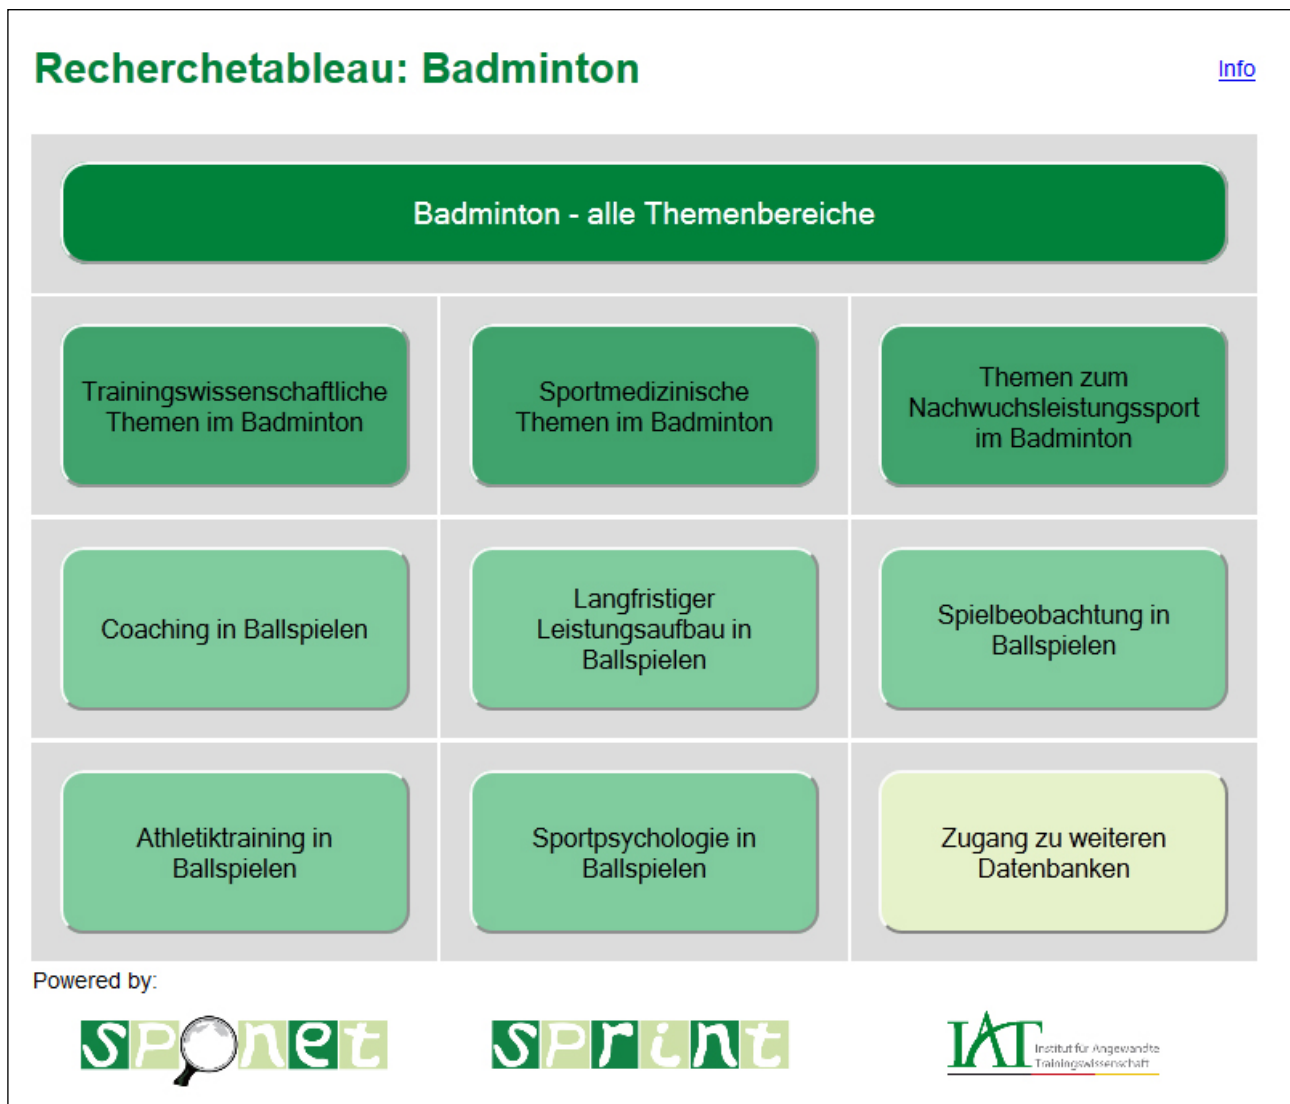 Recherchetableau: Badminton
Info
Badminton - alle Themenbereiche
Trainingswissenschaftliche
Themen im Badminton
Sportmedizinische
Themen im Badminton
Themen zum
Nachwuchsleistungssport
im Badminton
Coaching in Ballspielen
Langfristiger
Leistungsaufbau in
Ballspielen
Spielbeobachtung in
Ballspielen
Athletiktraining in
Ballspielen
Sportpsychologie in
Ballspielen
Zugang zu weiteren
Datenbanken
Powered by:
sponet
sprint
IAT
Institut für Angewandte
Trainingswissenschaft